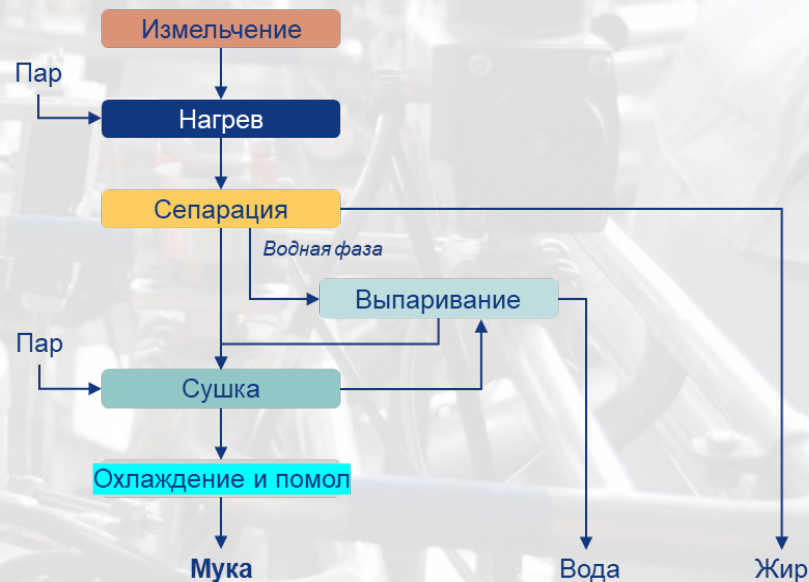 Измельчение
Пар
Нагрев
Сепарация
Водная фаза
Выпаривание
Пар
Сушка
Охлаждение и помол
Мука
Вода
Жир